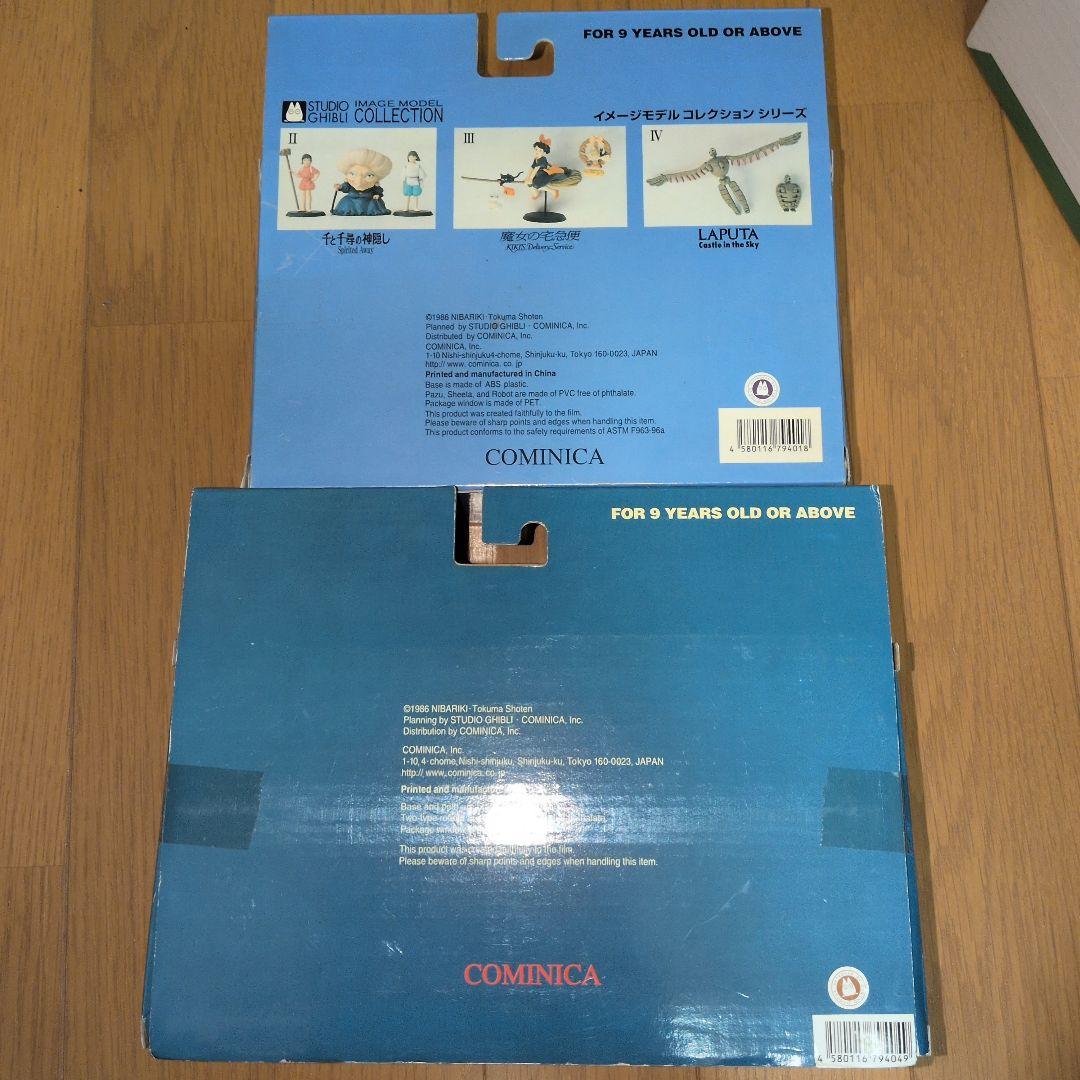 FOR 9 YEARS OLD OR ABOVE
STUDIO GHIBLI IMAGE MODEL COLLECTION
イメージモデル コレクション シリーズ
II
III
IV
千と千尋の神隠し
Spirited Away
魔女の宅急便
KIKI'S Delivery Service
LAPUTA
Castle in the Sky
©1986 NIBARIKI・Tokuma Shoten
Planned by STUDIO GHIBLI・COMINICA, Inc.
Distributed by COMINICA, Inc.
COMINICA, Inc.
1-10 Nishi-shinjuku4-chome, Shinjuku-ku, Tokyo 160-0023, JAPAN
http:// www. cominica. co. jp
Printed and manufactured in China
Base is made of ABS plastic.
Pazu, Sheeta, and Robot are made of PVC free of phthalate.
Package window is made of PET.
This product was created faithfully to the film.
Please beware of sharp points and edges when handling this item.
This product conforms to the safety requirements of ASTM F963-96a
COMINICA
4 580116 794018
FOR 9 YEARS OLD OR ABOVE
©1986 NIBARIKI・Tokuma Shoten
Planning by STUDIO GHIBLI・COMINICA, Inc.
Distribution by COMINICA, Inc.
COMINICA, Inc.
1-10, 4-chome, Nishi-shinjuku, Shinjuku-ku, Tokyo 160-0023, JAPAN
http:// www.cominica.co.jp
Printed and
Base and
Package
This product was created faithfully to the film.
Please beware of sharp points and edges when handling this item.
COMINICA
4 580116 794049